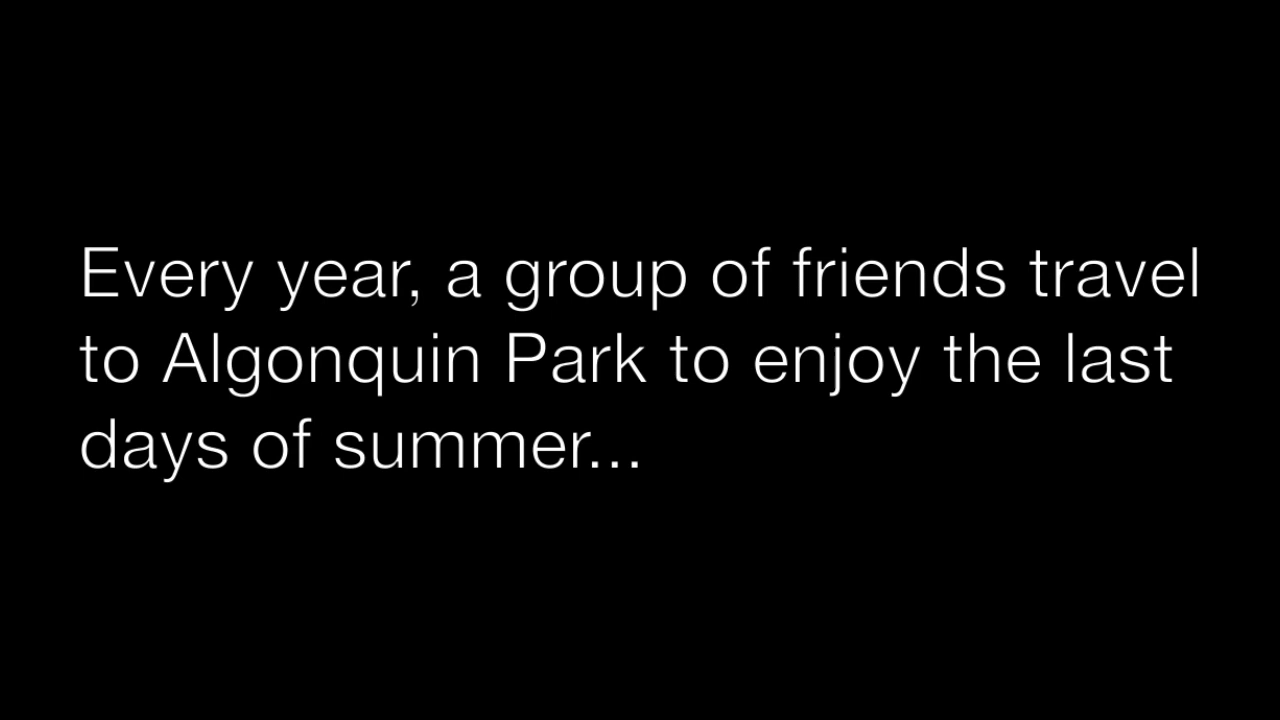 Every year, a group of friends travel
to Algonquin Park to enjoy the last
days of summer...